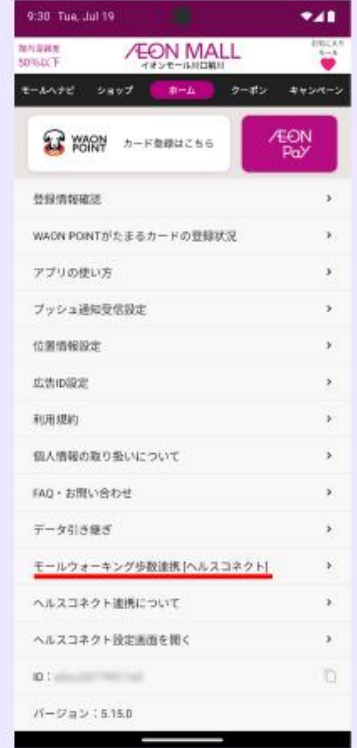 9:30 Tue, Jul 19
館内混雑度
50%以下
ÆON MALL
イオンモール川口前川
お気に入り
モール
モールナビ ショップ ホーム クーポン キャンペーン
WAON POINT カード登録はこちら
ÆON Pay
登録情報確認
WAON POINTがたまるカードの登録状況
アプリの使い方
プッシュ通知受信設定
位置情報設定
広告ID設定
利用規約
個人情報の取り扱いについて
FAQ・お問い合わせ
データ引き継ぎ
モールウォーキング歩数連携 [ヘルスコネクト]
ヘルスコネクト連携について
ヘルスコネクト設定画面を開く
ID：
バージョン：5.15.0